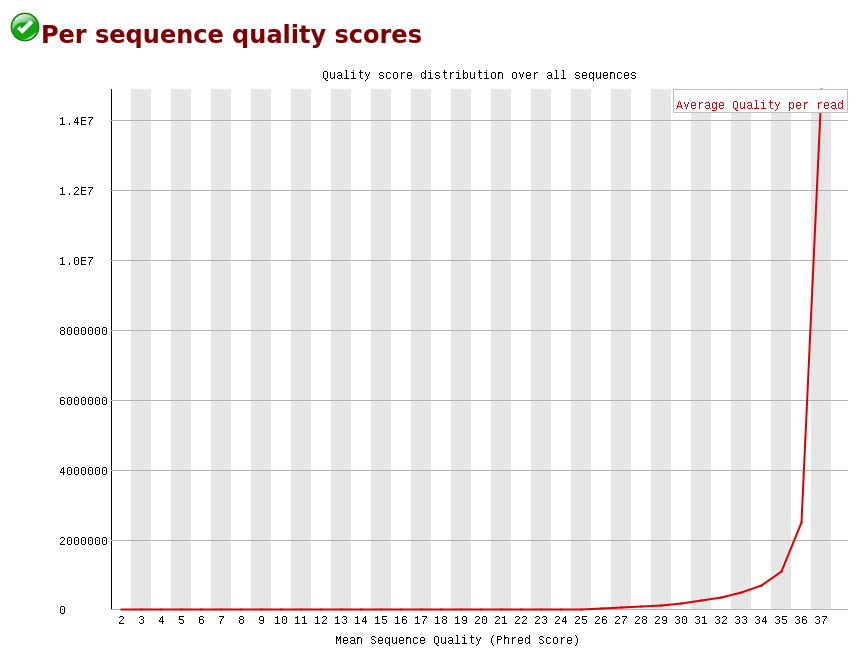 Per sequence quality scores
Quality score distribution over all sequences
Average Quality per read
1.4E7
1.2E7
1.0E7
8000000
6000000
4000000
2000000
0
2 3 4 5 6 7 8 9 10 11 12 13 14 15 16 17 18 19 20 21 22 23 24 25 26 27 28 29 30 31 32 33 34 35 36 37
Mean Sequence Quality (Phred Score)